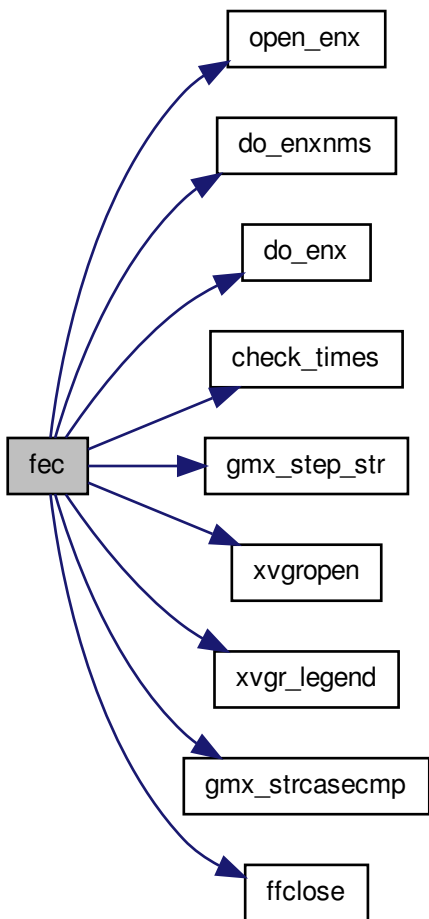 open_enx
do_enxnms
do_enx
check_times
fec
gmx_step_str
xvgropen
xvgr_legend
gmx_strcasecmp
ffclose